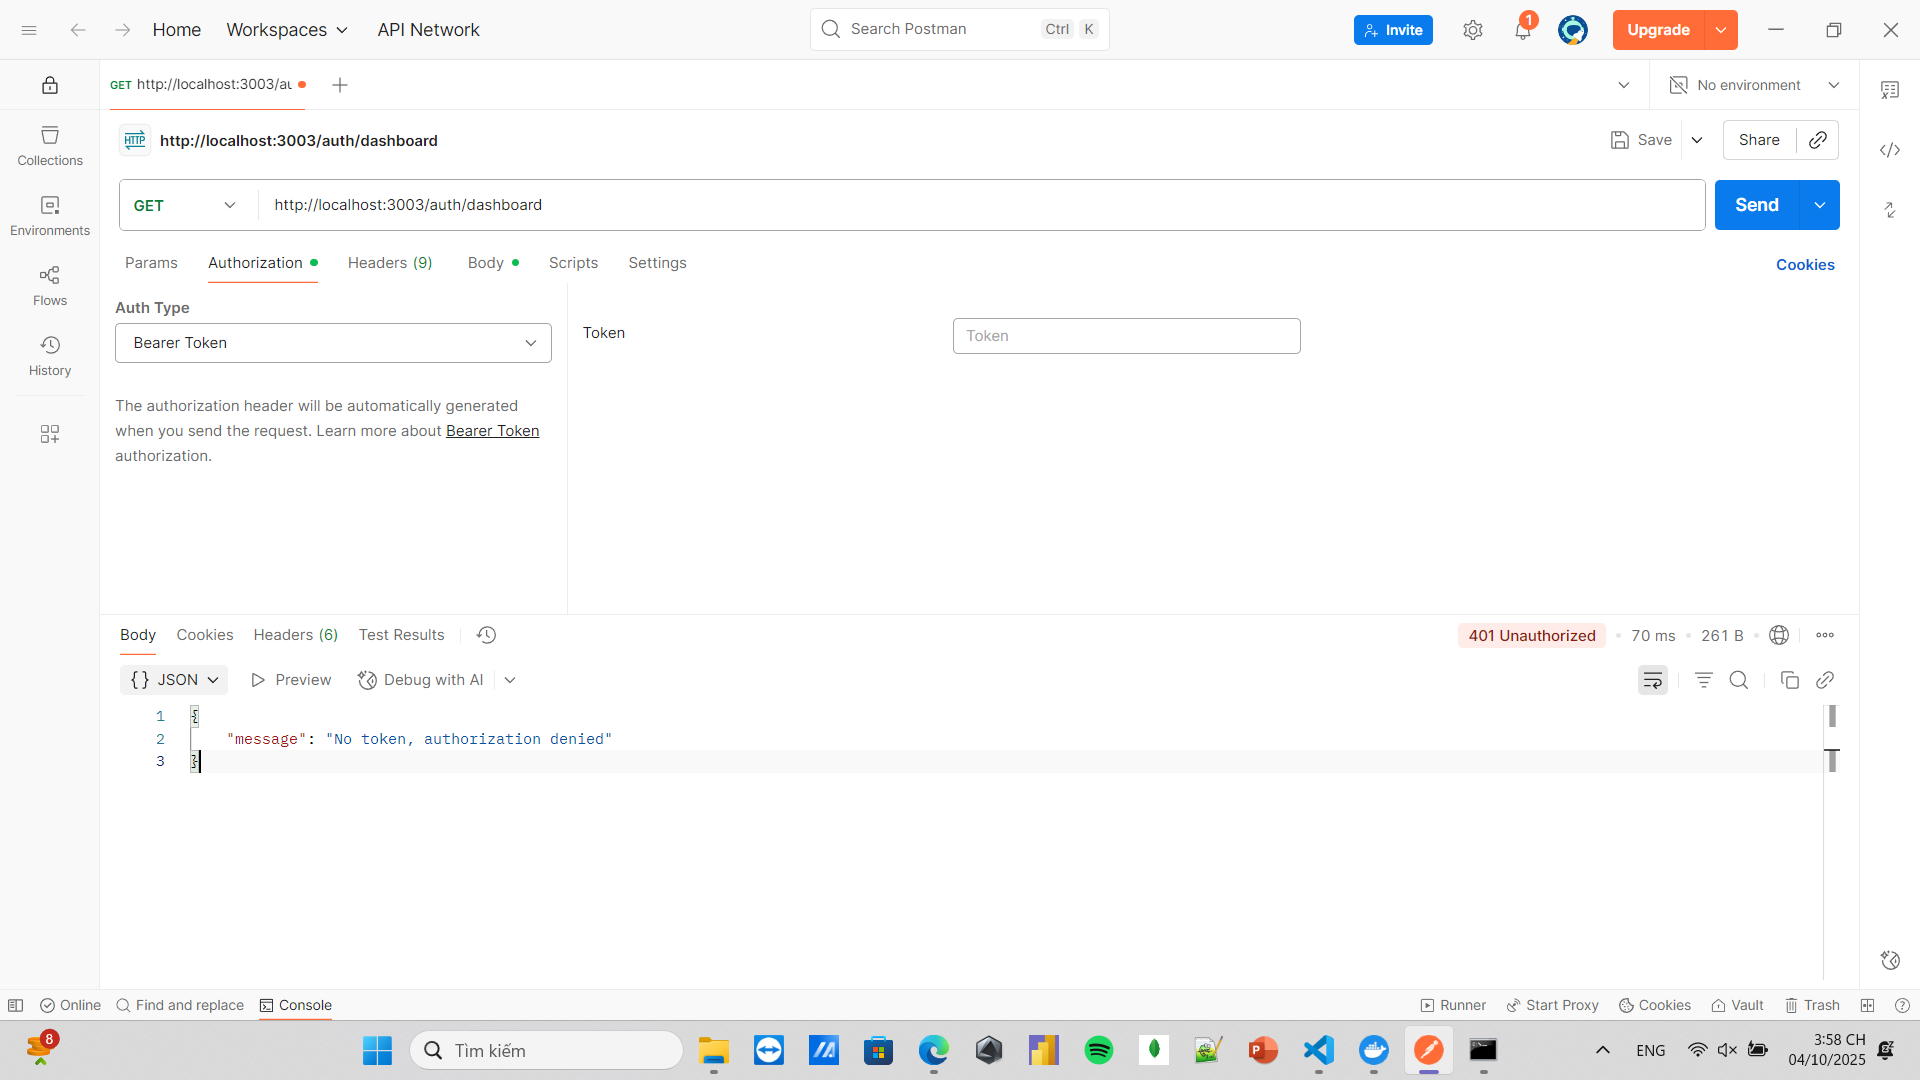 Home
Workspaces
API Network
Search Postman
Ctrl K
Invite
1
Upgrade
GET http://localhost:3003/au
No environment
HTTP http://localhost:3003/auth/dashboard
Save
Share
Collections
Environments
Flows
History
GET http://localhost:3003/auth/dashboard
Send
Params
Authorization
Headers (9)
Body
Scripts
Settings
Cookies
Auth Type
Bearer Token
Token
Token
The authorization header will be automatically generated
when you send the request. Learn more about Bearer Token
authorization.
Body
Cookies
Headers (6)
Test Results
401 Unauthorized
70 ms
261 B
{} JSON
Preview
Debug with AI
1 {
2 "message": "No token, authorization denied"
3 }
Online
Find and replace
Console
Runner
Start Proxy
Cookies
Vault
Trash
8
Tìm kiếm
ENG
3:58 CH
04/10/2025